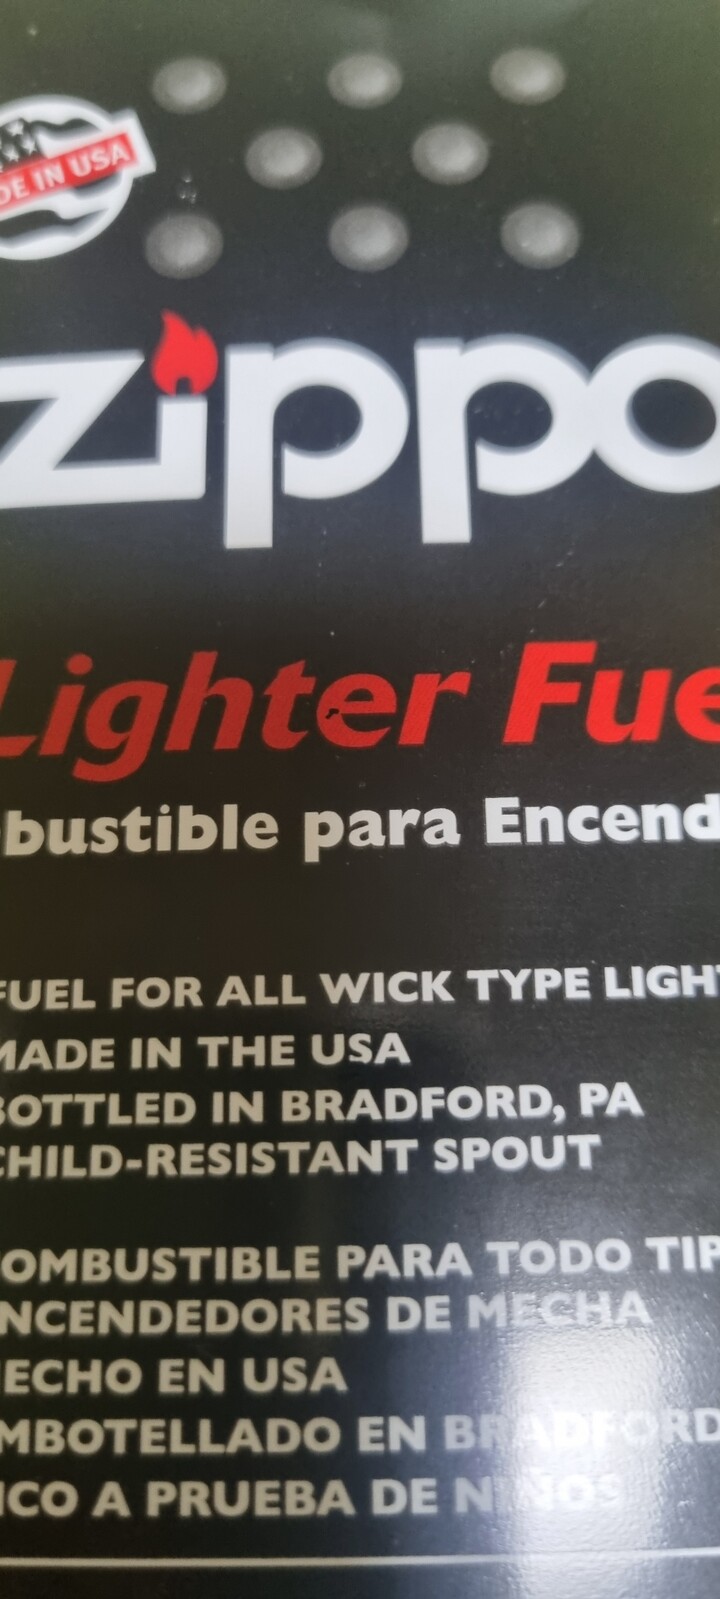 DE IN USA
zippo
Lighter Fue
bustible para Encend
FUEL FOR ALL WICK TYPE LIGHT
MADE IN THE USA
BOTTLED IN BRADFORD, PA
CHILD-RESISTANT SPOUT
OMBUSTIBLE PARA TODO TIP
NCENDEDORES DE MECHA
ECHO EN USA
MBOTELLADO EN BRADFORD
ICO A PRUEBA DE NIÑOS